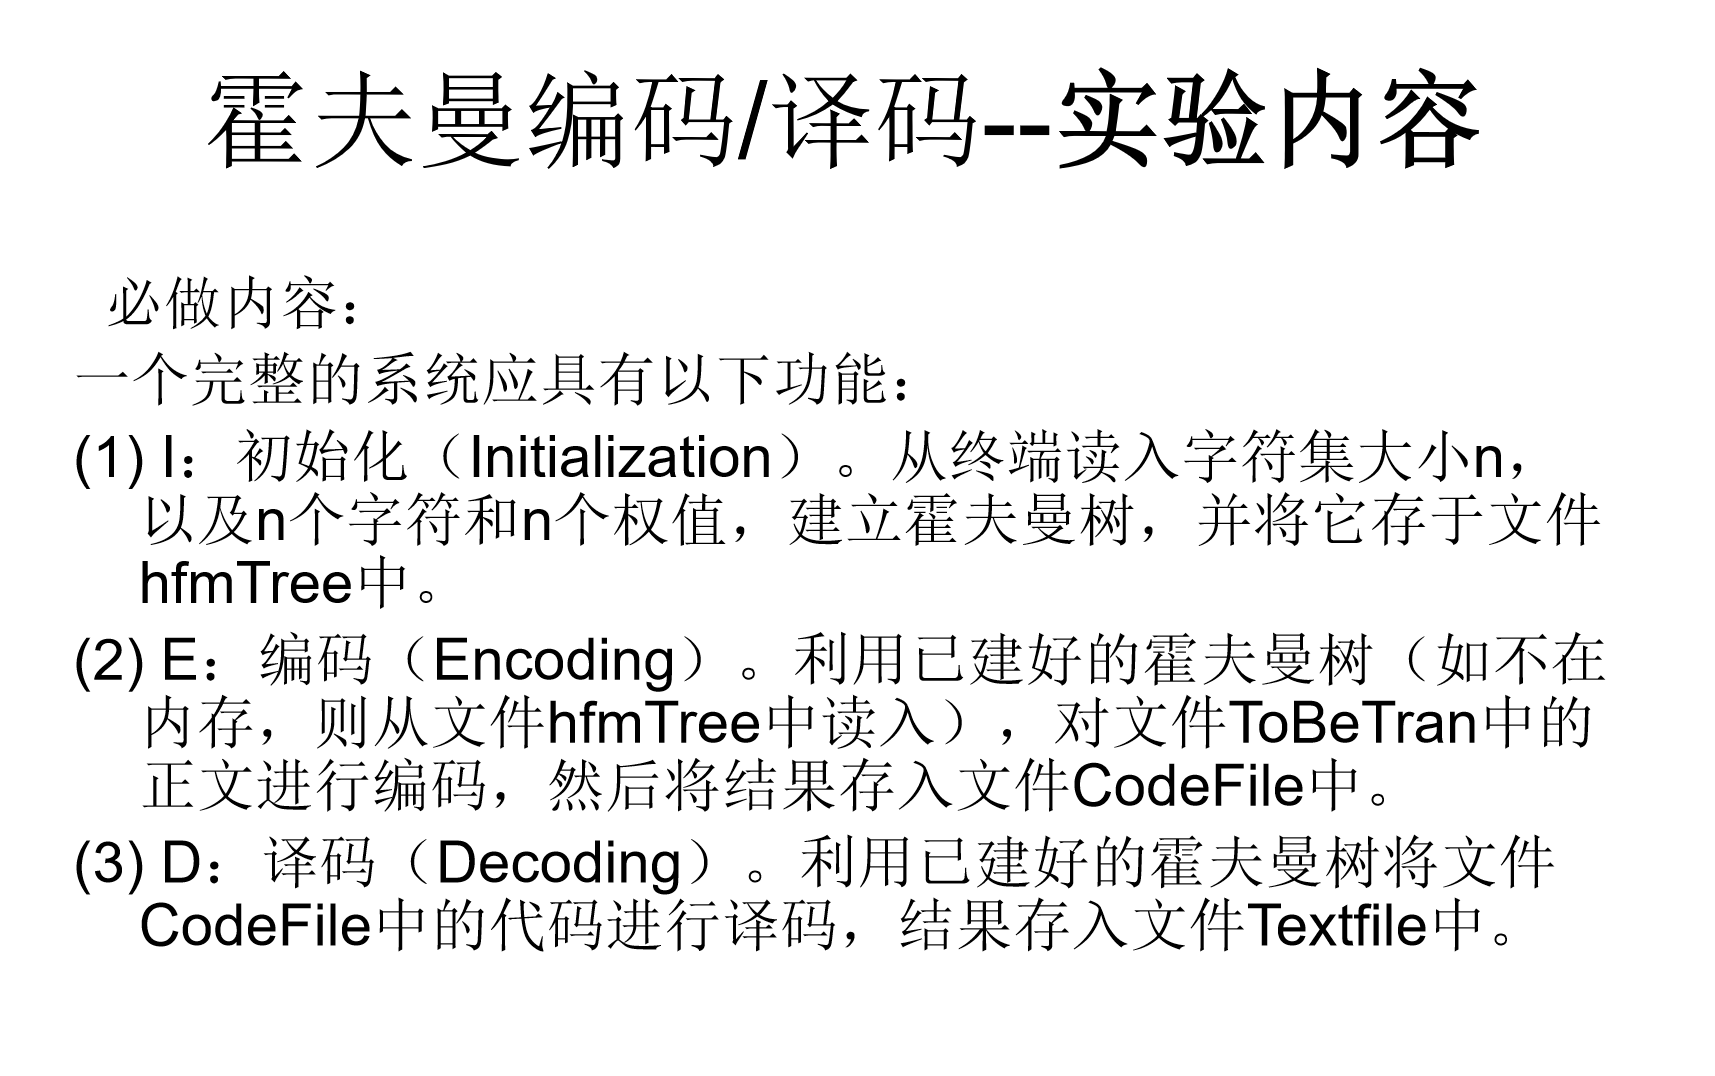 霍夫曼编码/译码--实验内容
必做内容：
一个完整的系统应具有以下功能：
(1) I：初始化（Initialization）。从终端读入字符集大小n，
以及n个字符和n个权值，建立霍夫曼树，并将它存于文件
hfmTree中。
(2) E：编码（Encoding）。利用已建好的霍夫曼树（如不在
内存，则从文件hfmTree中读入），对文件ToBeTran中的
正文进行编码，然后将结果存入文件CodeFile中。
(3) D：译码（Decoding）。利用已建好的霍夫曼树将文件
CodeFile中的代码进行译码，结果存入文件Textfile中。